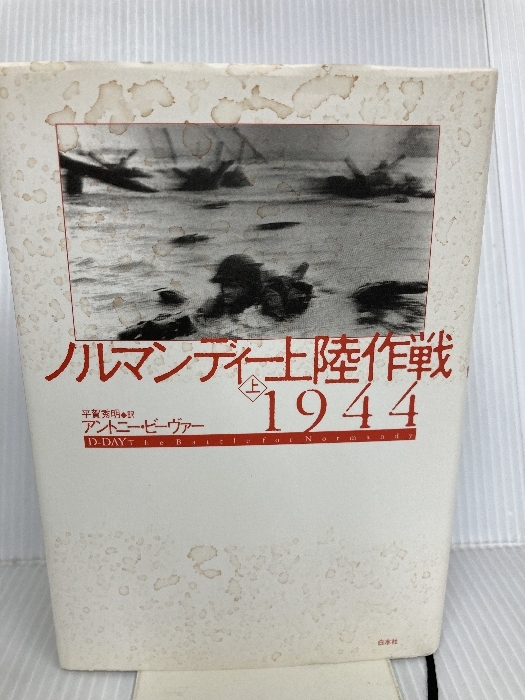 ノルマンディー上陸作戦
上
1944
平賀秀明◆訳
アントニー・ビーヴァー
D-DAY The Battle for Normandy
白水社